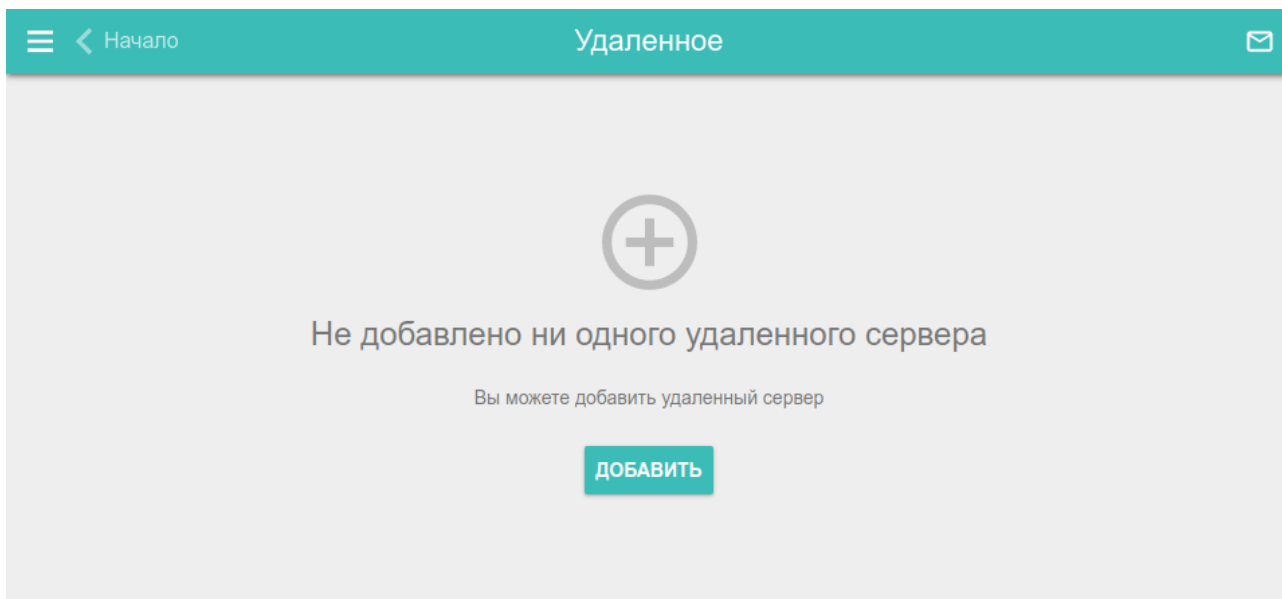 Начало
Удаленное
Не добавлено ни одного удаленного сервера
Вы можете добавить удаленный сервер
ДОБАВИТЬ